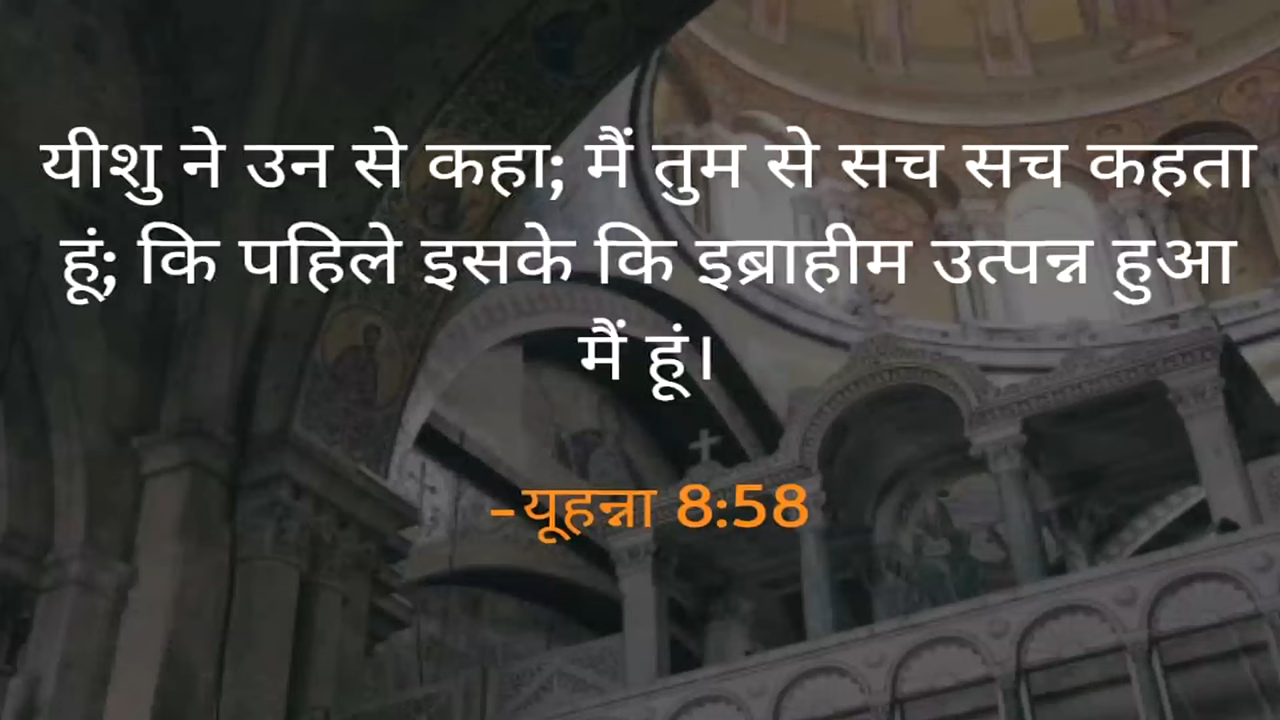 यीशु ने उन से कहा; मैं तुम से सच सच कहता
हूं; कि पहिले इसके कि इब्राहीम उत्पन्न हुआ
मैं हूं।
-यूहन्ना 8:58